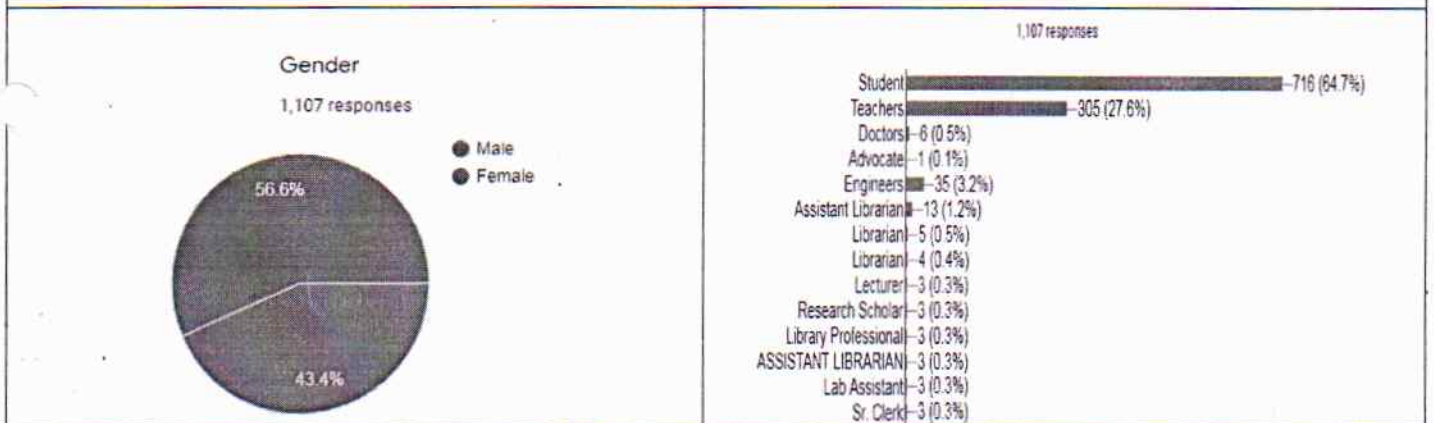 Gender
1,107 responses
Male
Female
56.6%
43.4%
1,107 responses
Student 716 (64.7%)
Teachers 305 (27.6%)
Doctors 6 (0.5%)
Advocate 1 (0.1%)
Engineers 35 (3.2%)
Assistant Librarian 13 (1.2%)
Librarian 5 (0.5%)
Librarian 4 (0.4%)
Lecturer 3 (0.3%)
Research Scholar 3 (0.3%)
Library Professional 3 (0.3%)
ASSISTANT LIBRARIAN 3 (0.3%)
Lab Assistant 3 (0.3%)
Sr. Clerk 3 (0.3%)